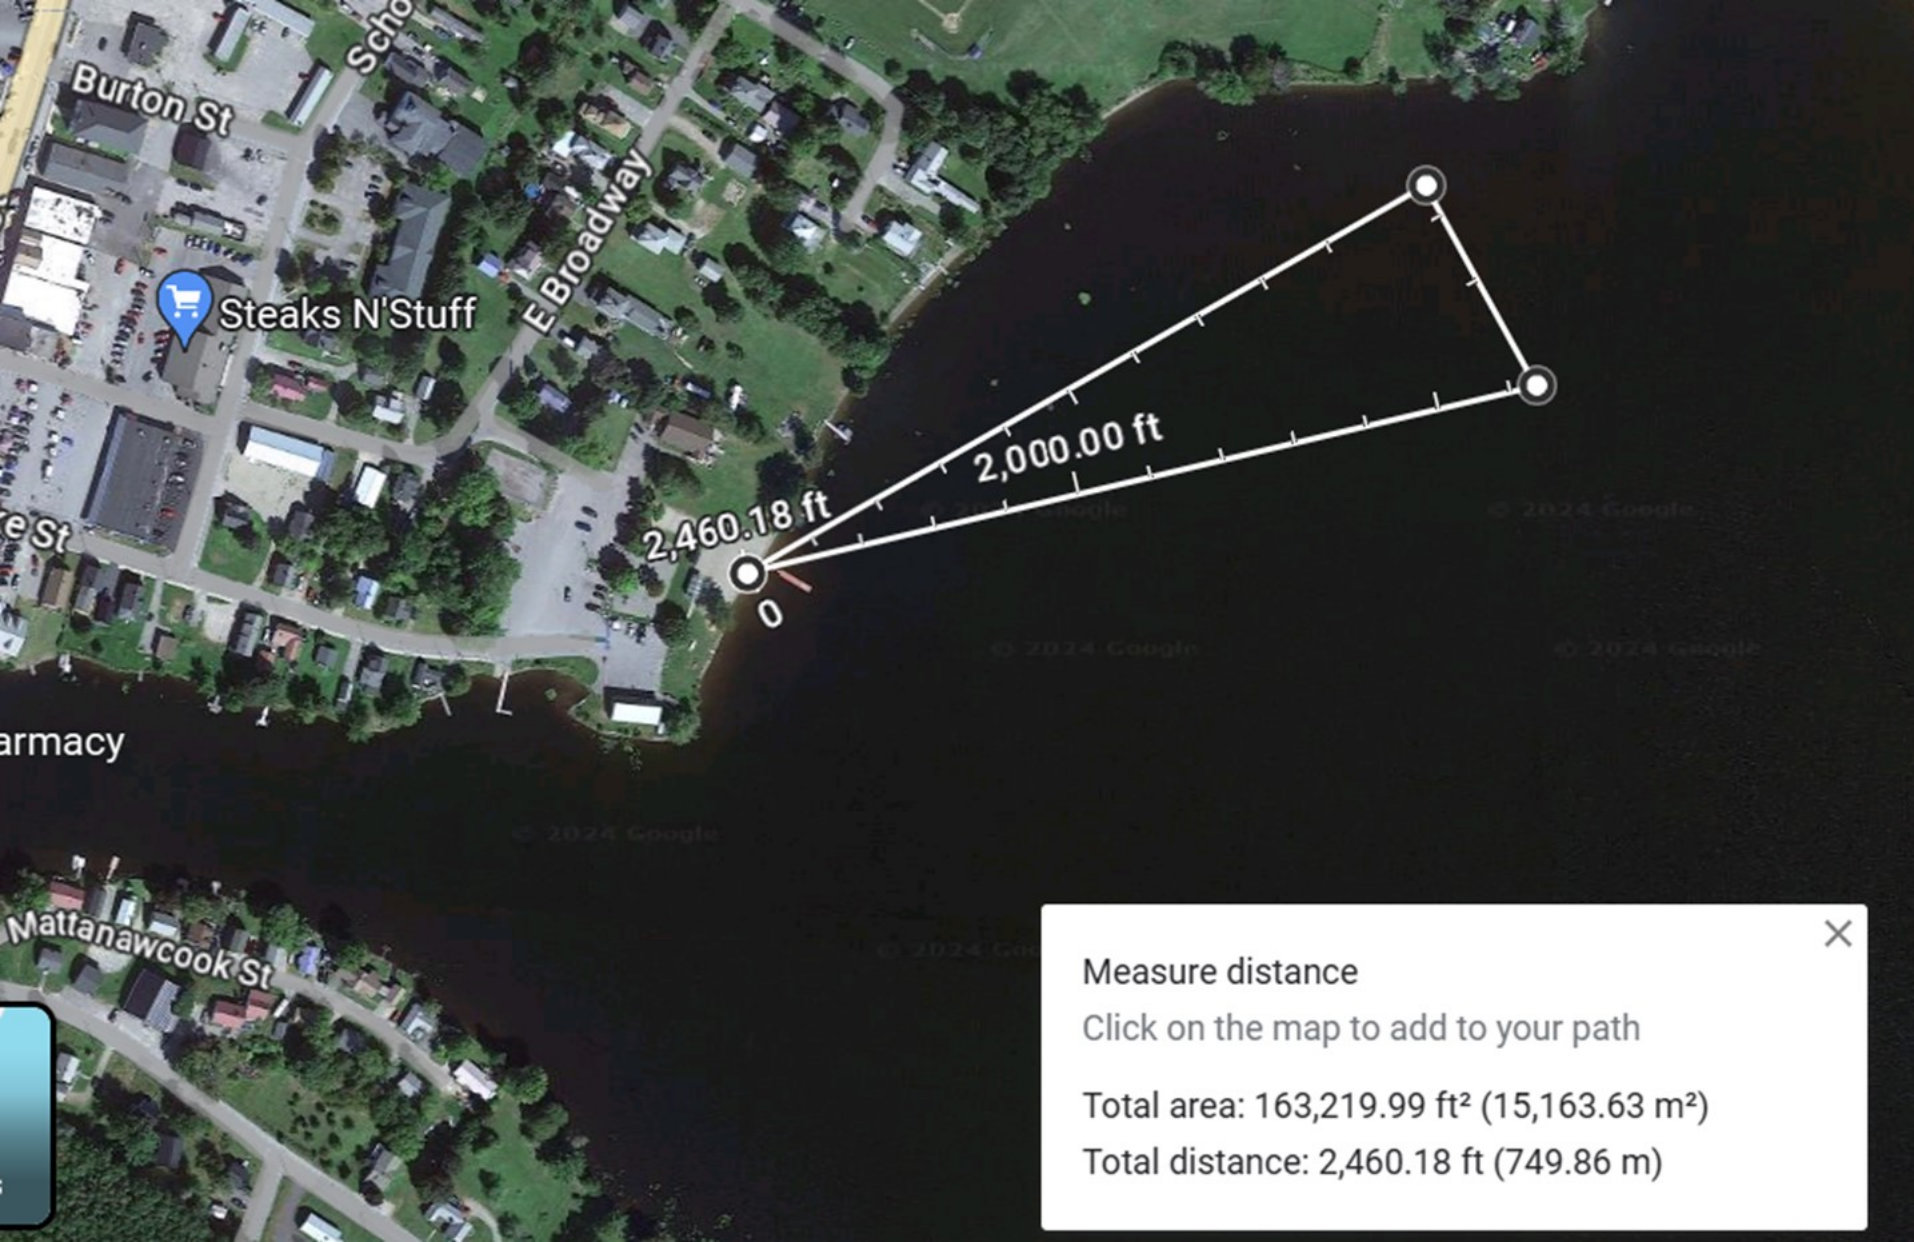 Scho
Burton St
E Broadway
Steaks N'Stuff
2,000.00 ft
2,460.18 ft
© 2024 Google
© 2024 Google
ke St
0
© 2024 Google
© 2024 Google
armacy
© 2024 Google
Mattanawcook St
© 2024 Goo
Measure distance
Click on the map to add to your path
Total area: 163,219.99 ft² (15,163.63 m²)
Total distance: 2,460.18 ft (749.86 m)
s